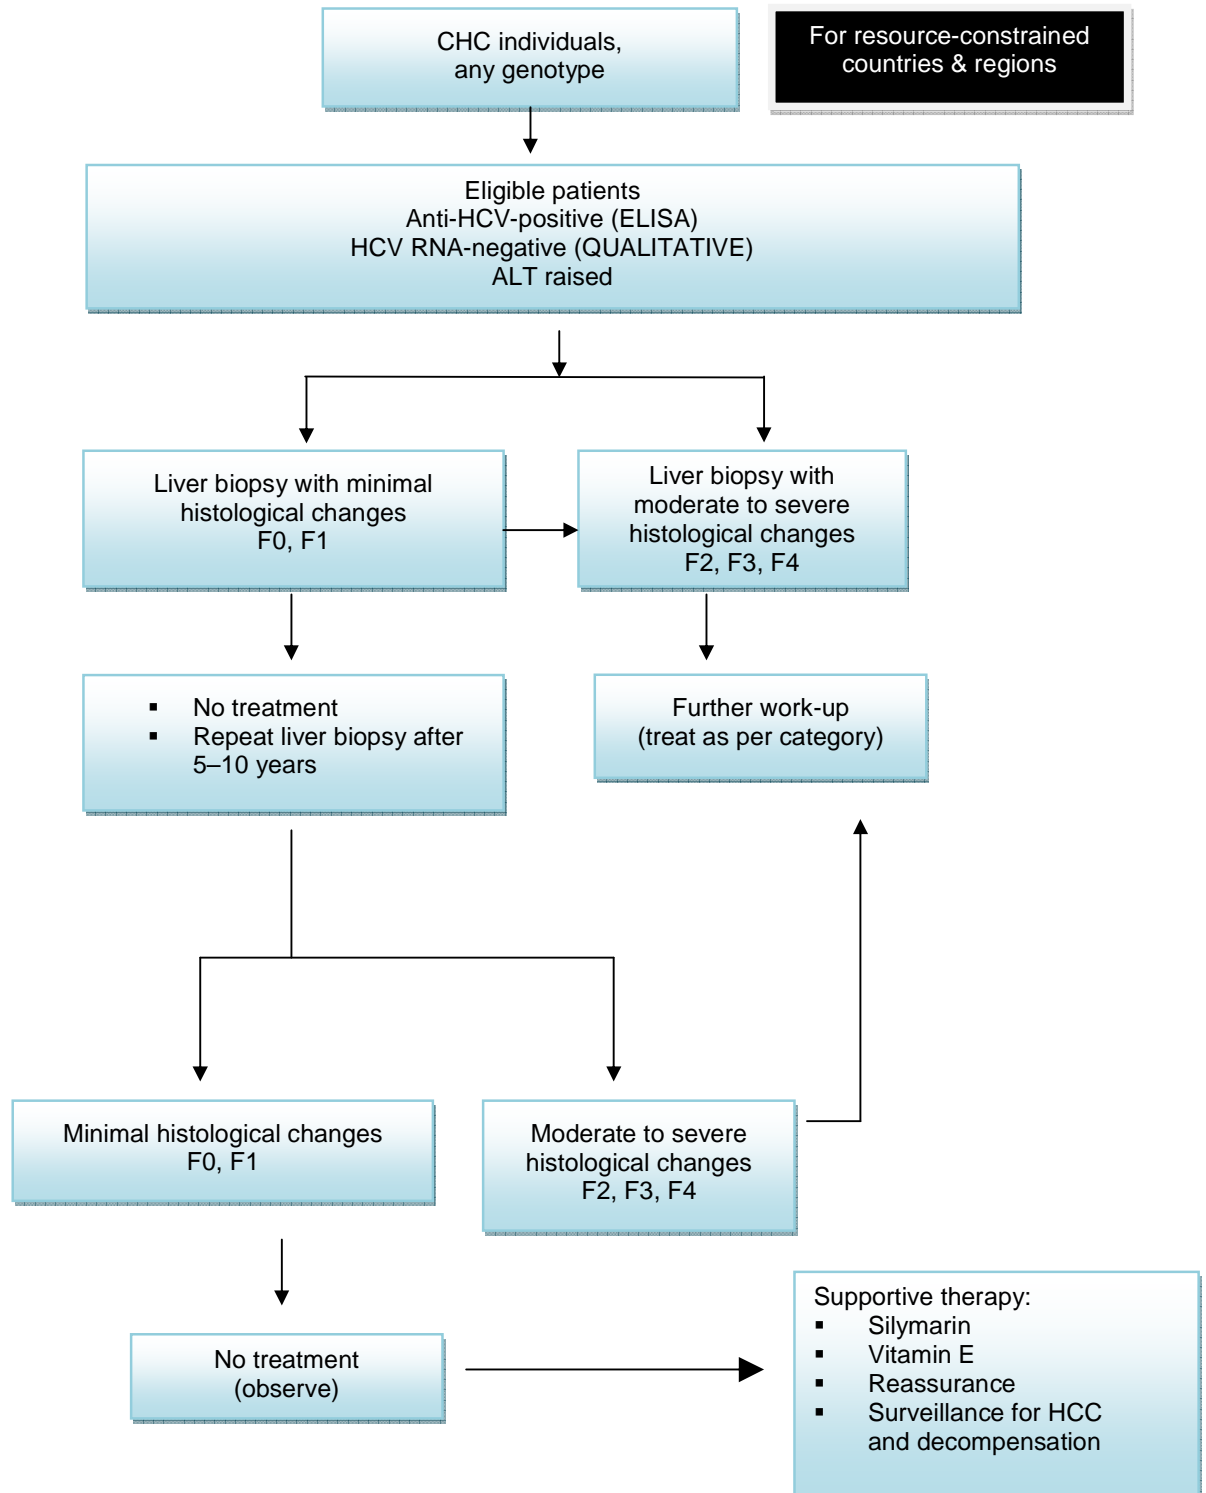 CHC individuals,
any genotype
For resource-constrained
countries & regions
Eligible patients
Anti-HCV-positive (ELISA)
HCV RNA-negative (QUALITATIVE)
ALT raised
Liver biopsy with minimal
histological changes
F0, F1
Liver biopsy with
moderate to severe
histological changes
F2, F3, F4
▪ No treatment
▪ Repeat liver biopsy after
5–10 years
Further work-up
(treat as per category)
Minimal histological changes
F0, F1
Moderate to severe
histological changes
F2, F3, F4
No treatment
(observe)
Supportive therapy:
▪ Silymarin
▪ Vitamin E
▪ Reassurance
▪ Surveillance for HCC
and decompensation